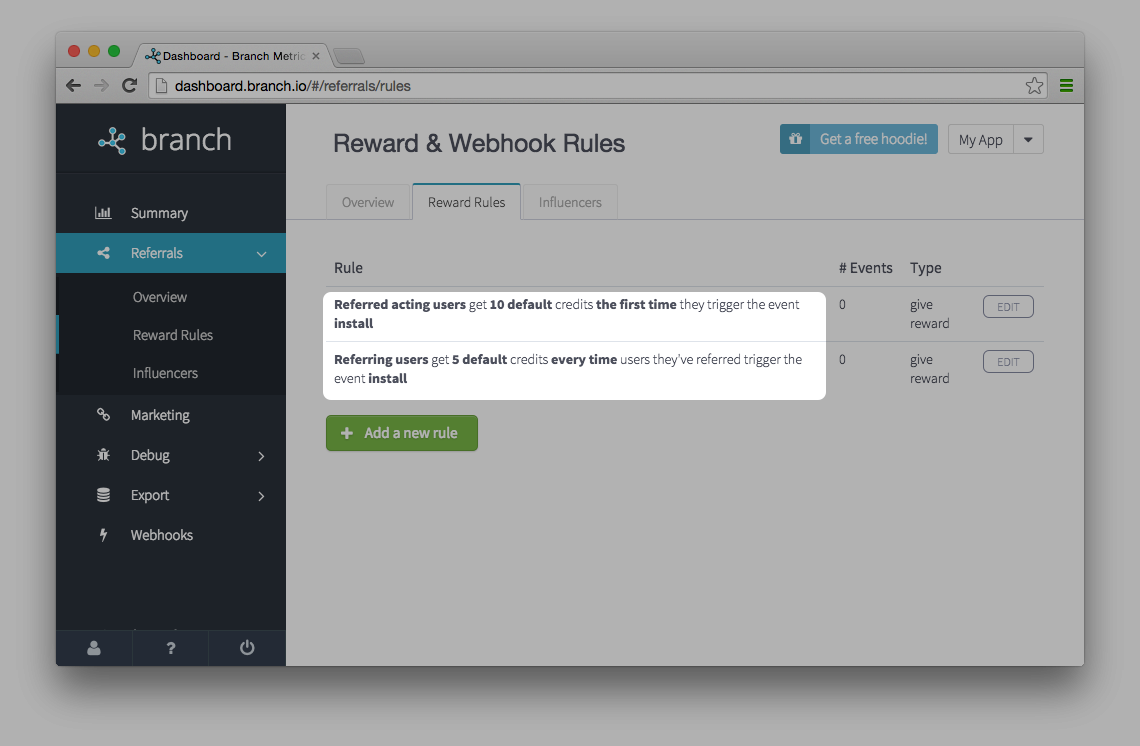 Dashboard - Branch Metric
dashboard.branch.io/#/referrals/rules
branch
Summary
Referrals
Overview
Reward Rules
Influencers
Marketing
Debug
Export
Webhooks
?
Reward & Webhook Rules
Get a free hoodie!
My App
Overview
Reward Rules
Influencers
Rule
# Events
Type
Referred acting users get 10 default credits the first time they trigger the event
install
0
give
reward
EDIT
Referring users get 5 default credits every time users they've referred trigger the
event install
0
give
reward
EDIT
+ Add a new rule